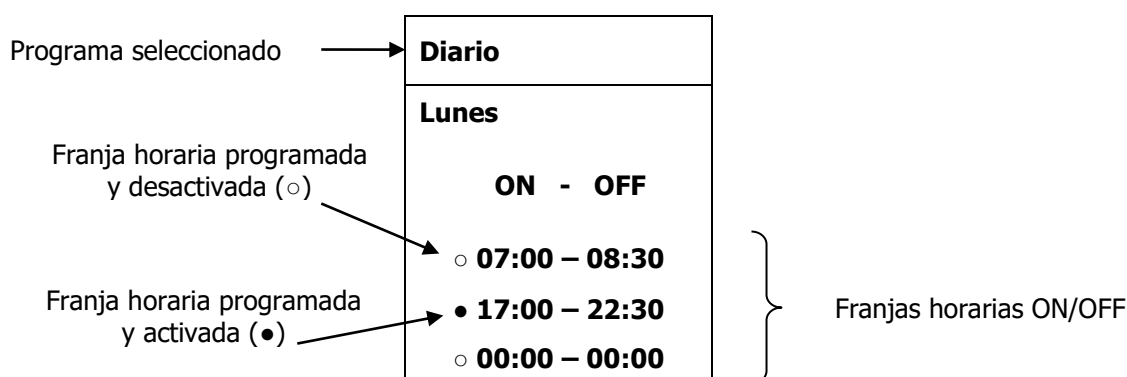 Programa seleccionado
Diario
Lunes
Franja horaria programada
y desactivada (○)
ON - OFF
○ 07:00 – 08:30
Franja horaria programada
y activada (●)
● 17:00 – 22:30
Franjas horarias ON/OFF
○ 00:00 – 00:00